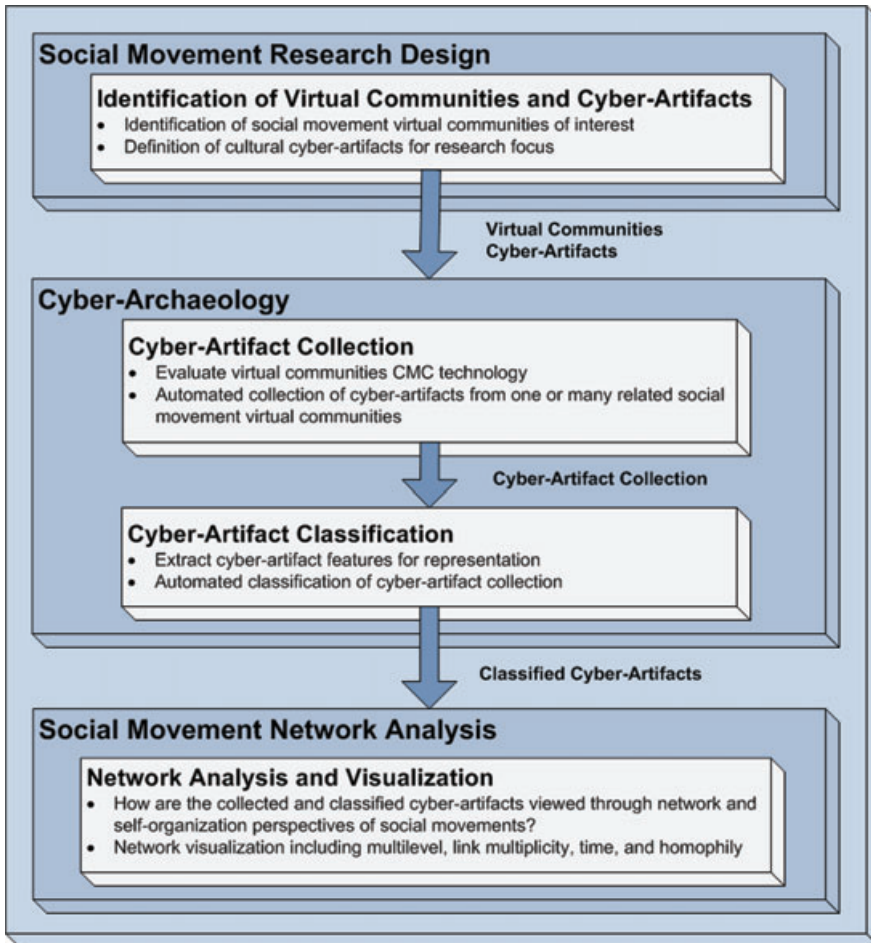 Social Movement Research Design
Identification of Virtual Communities and Cyber-Artifacts
• Identification of social movement virtual communities of interest
• Definition of cultural cyber-artifacts for research focus
Virtual Communities
Cyber-Artifacts
Cyber-Archaeology
Cyber-Artifact Collection
• Evaluate virtual communities CMC technology
• Automated collection of cyber-artifacts from one or many related social
movement virtual communities
Cyber-Artifact Collection
Cyber-Artifact Classification
• Extract cyber-artifact features for representation
• Automated classification of cyber-artifact collection
Classified Cyber-Artifacts
Social Movement Network Analysis
Network Analysis and Visualization
• How are the collected and classified cyber-artifacts viewed through network and
self-organization perspectives of social movements?
• Network visualization including multilevel, link multiplicity, time, and homophily